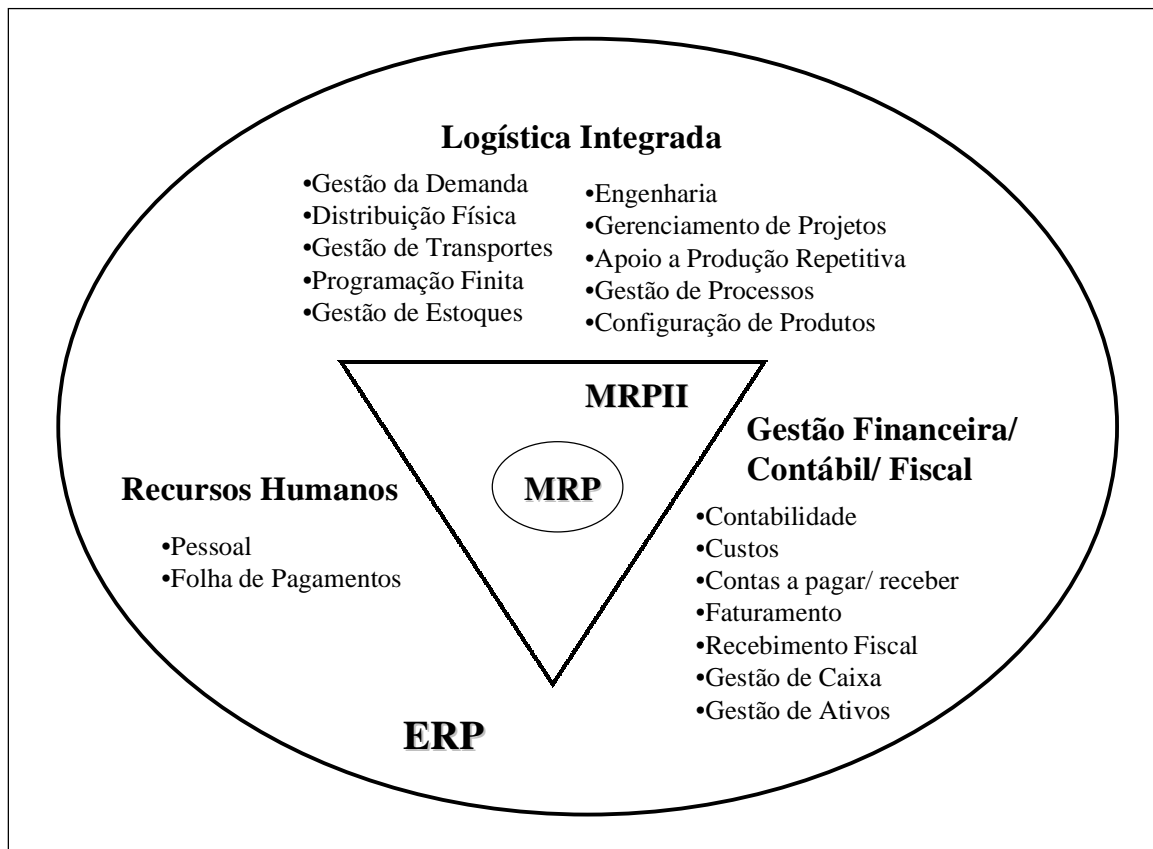 Logística Integrada
•Gestão da Demanda
•Distribuição Física
•Gestão de Transportes
•Programação Finita
•Gestão de Estoques
•Engenharia
•Gerenciamento de Projetos
•Apoio a Produção Repetitiva
•Gestão de Processos
•Configuração de Produtos
MRPII
MRP
Recursos Humanos
•Pessoal
•Folha de Pagamentos
Gestão Financeira/
Contábil/ Fiscal
•Contabilidade
•Custos
•Contas a pagar/ receber
•Faturamento
•Recebimento Fiscal
•Gestão de Caixa
•Gestão de Ativos
ERP